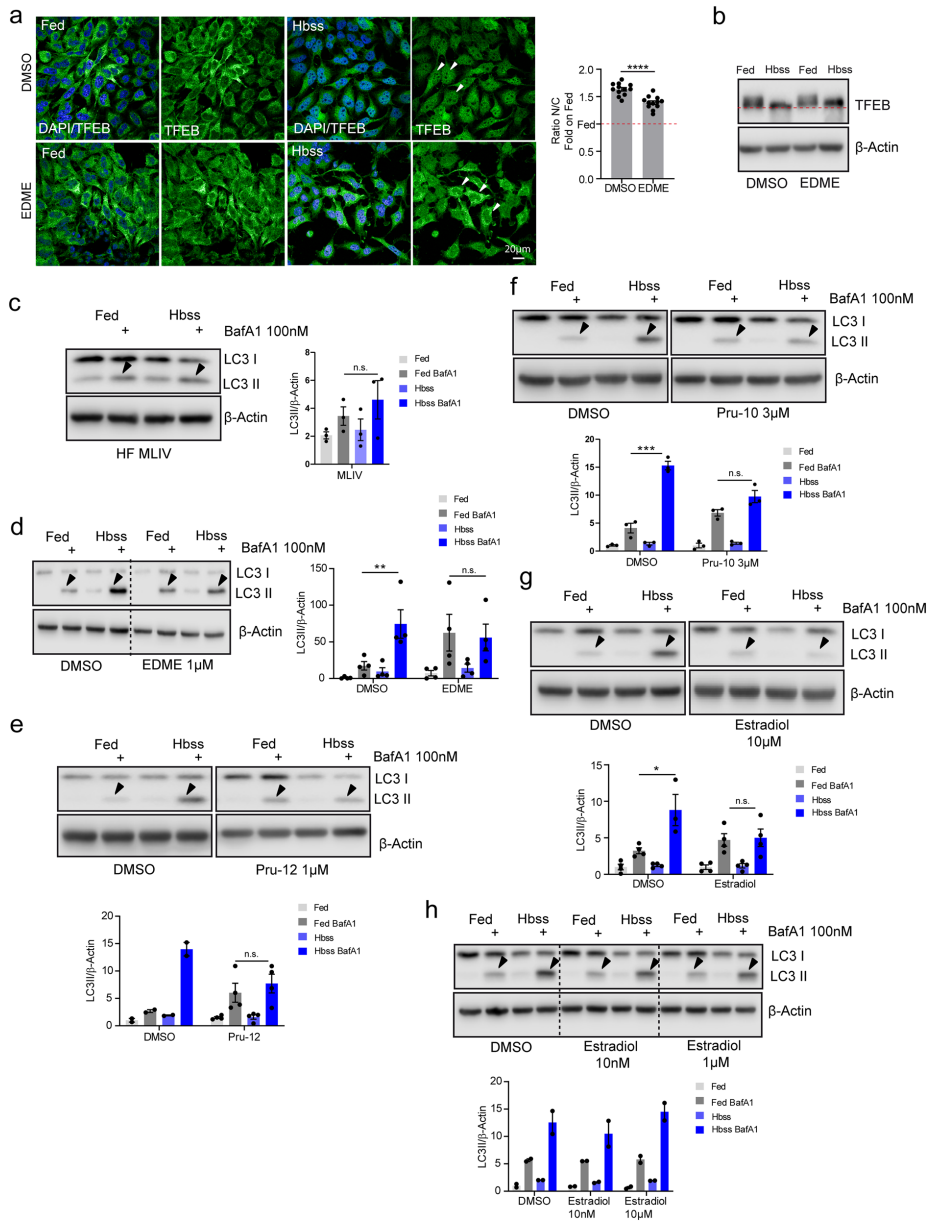 a
Fed
Hbss
DMSO
DAPI/TFEB
TFEB
DAPI/TFEB
TFEB
Fed
Hbss
EDME
20μm
Ratio N/C
Fold on Fed
2.0
1.5
1.0
0.5
0.0
Fed
****
DMSO EDME
b
Fed Hbss Fed Hbss
TFEB
β-Actin
DMSO EDME
c
Fed Hbss
+ + BafA1 100nM
LC3 I
LC3 II
β-Actin
HF MLIV
LC3II/β-Actin
8
6
4
2
0
n.s.
MLIV
Fed
Fed BafA1
Hbss
Hbss BafA1
d
Fed Hbss Fed Hbss
+ + + + BafA1 100nM
LC3 I
LC3 II
β-Actin
DMSO EDME 1μM
LC3II/β-Actin
150
100
75
50
25
0
** n.s.
DMSO EDME
Fed
Fed BafA1
Hbss
Hbss BafA1
e
Fed Hbss Fed Hbss
+ + + + BafA1 100nM
LC3 I
LC3 II
β-Actin
DMSO Pru-12 1μM
LC3II/β-Actin
20
15
10
5
0
n.s.
DMSO Pru-12
Fed
Fed BafA1
Hbss
Hbss BafA1
f
Fed Hbss Fed Hbss
+ + + + BafA1 100nM
LC3 I
LC3 II
β-Actin
DMSO Pru-10 3μM
LC3II/β-Actin
20
15
10
5
0
*** n.s.
DMSO Pru-10 3μM
Fed
Fed BafA1
Hbss
Hbss BafA1
g
Fed Hbss Fed Hbss
+ + + + BafA1 100nM
LC3 I
LC3 II
β-Actin
DMSO Estradiol
10μM
LC3II/β-Actin
15
10
5
0
* n.s.
DMSO Estradiol
Fed
Fed BafA1
Hbss
Hbss BafA1
h
Fed Hbss Fed Hbss Fed Hbss
+ + + + + + BafA1 100nM
LC3 I
LC3 II
β-Actin
DMSO Estradiol Estradiol
10nM 1μM
LC3II/β-Actin
20
15
10
5
0
DMSO Estradiol Estradiol
10nM 10μM
Fed
Fed BafA1
Hbss
Hbss BafA1